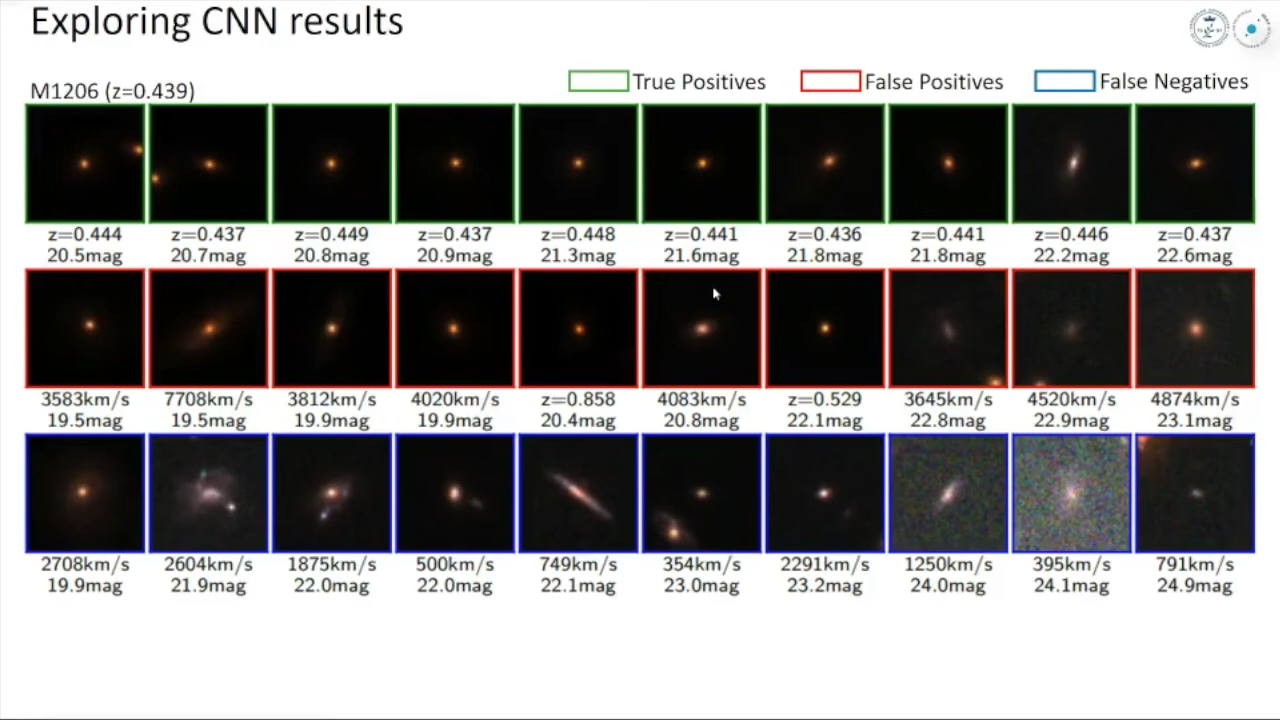 Exploring CNN results
M1206 (z=0.439)
True Positives
False Positives
False Negatives
z=0.444 z=0.437 z=0.449 z=0.437 z=0.448 z=0.441 z=0.436 z=0.441 z=0.446 z=0.437
20.5mag 20.7mag 20.8mag 20.9mag 21.3mag 21.6mag 21.8mag 21.8mag 22.2mag 22.6mag
3583km/s 7708km/s 3812km/s 4020km/s z=0.858 4083km/s z=0.529 3645km/s 4520km/s 4874km/s
19.5mag 19.5mag 19.9mag 19.9mag 20.4mag 20.8mag 22.1mag 22.8mag 22.9mag 23.1mag
2708km/s 2604km/s 1875km/s 500km/s 749km/s 354km/s 2291km/s 1250km/s 395km/s 791km/s
19.9mag 21.9mag 22.0mag 22.0mag 22.1mag 23.0mag 23.2mag 24.0mag 24.1mag 24.9mag